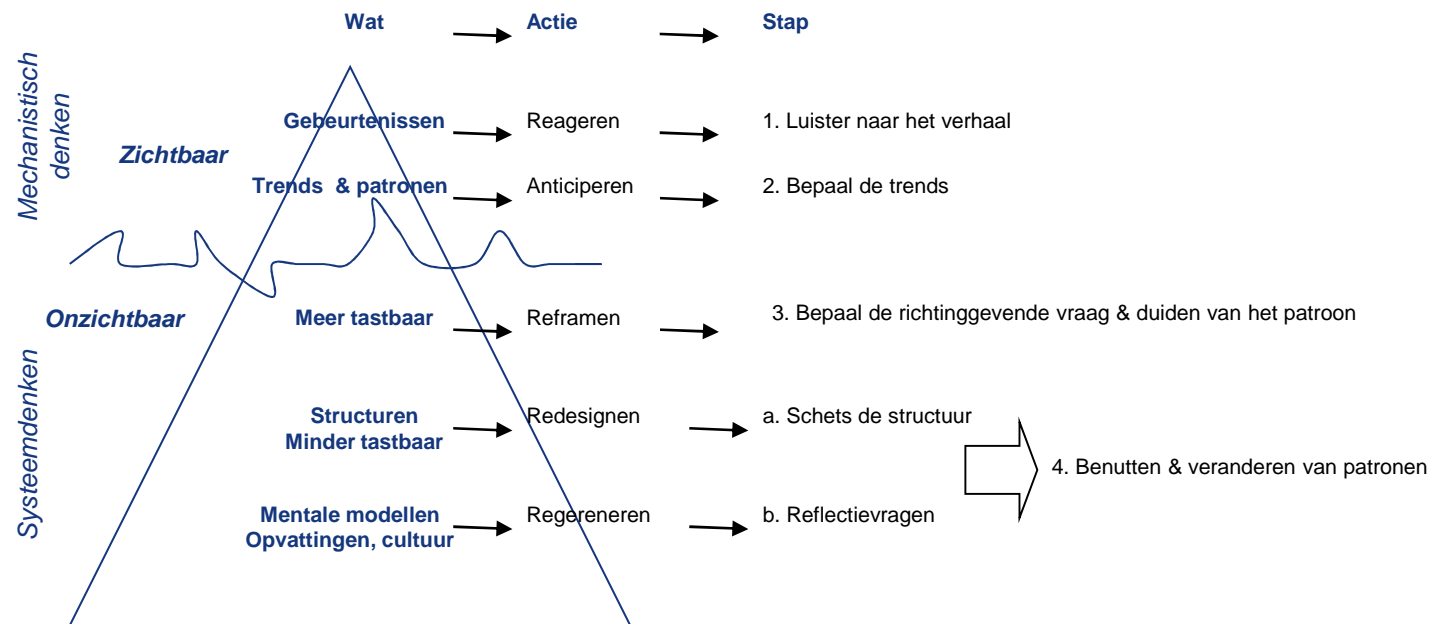 Wat
Actie
Stap
Mechanistisch
denken
Zichtbaar
Gebeurtenissen
Reageren
1. Luister naar het verhaal
Trends & patronen
Anticiperen
2. Bepaal de trends
Onzichtbaar
Meer tastbaar
Reframen
3. Bepaal de richtinggevende vraag & duiden van het patroon
Systeemdenken
Structuren
Minder tastbaar
Redesignen
a. Schets de structuur
4. Benutten & veranderen van patronen
Mentale modellen
Opvattingen, cultuur
Regereneren
b. Reflectievragen